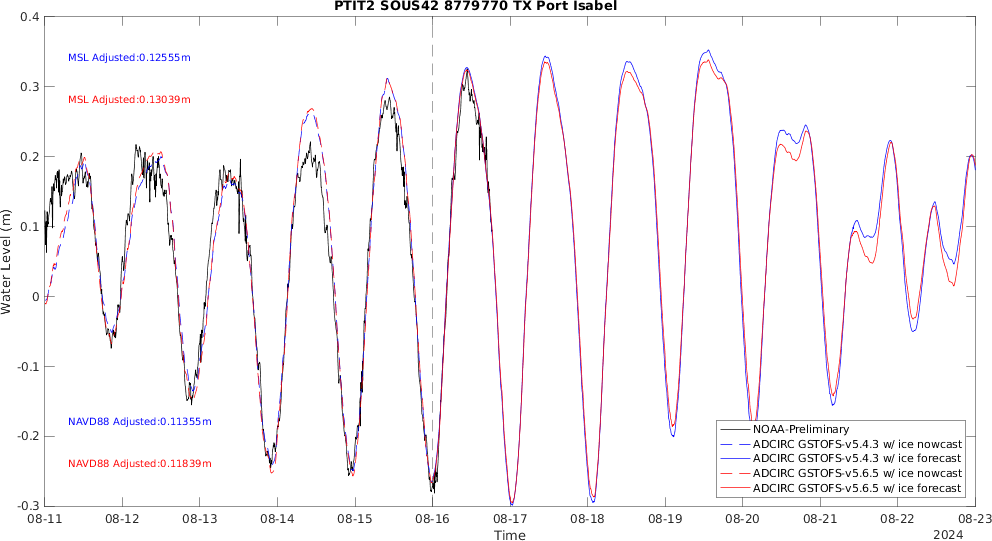 PTIT2 SOUS42 8779770 TX Port Isabel
0.4
0.3
0.2
0.1
0
-0.1
-0.2
-0.3
Water Level (m)
MSL Adjusted:0.12555m
MSL Adjusted:0.13039m
NAVD88 Adjusted:0.11355m
NAVD88 Adjusted:0.11839m
NOAA-Preliminary
ADCIRC GSTOFS-v5.4.3 w/ ice nowcast
ADCIRC GSTOFS-v5.4.3 w/ ice forecast
ADCIRC GSTOFS-v5.6.5 w/ ice nowcast
ADCIRC GSTOFS-v5.6.5 w/ ice forecast
08-11 08-12 08-13 08-14 08-15 08-16 08-17 08-18 08-19 08-20 08-21 08-22 08-23
Time
2024